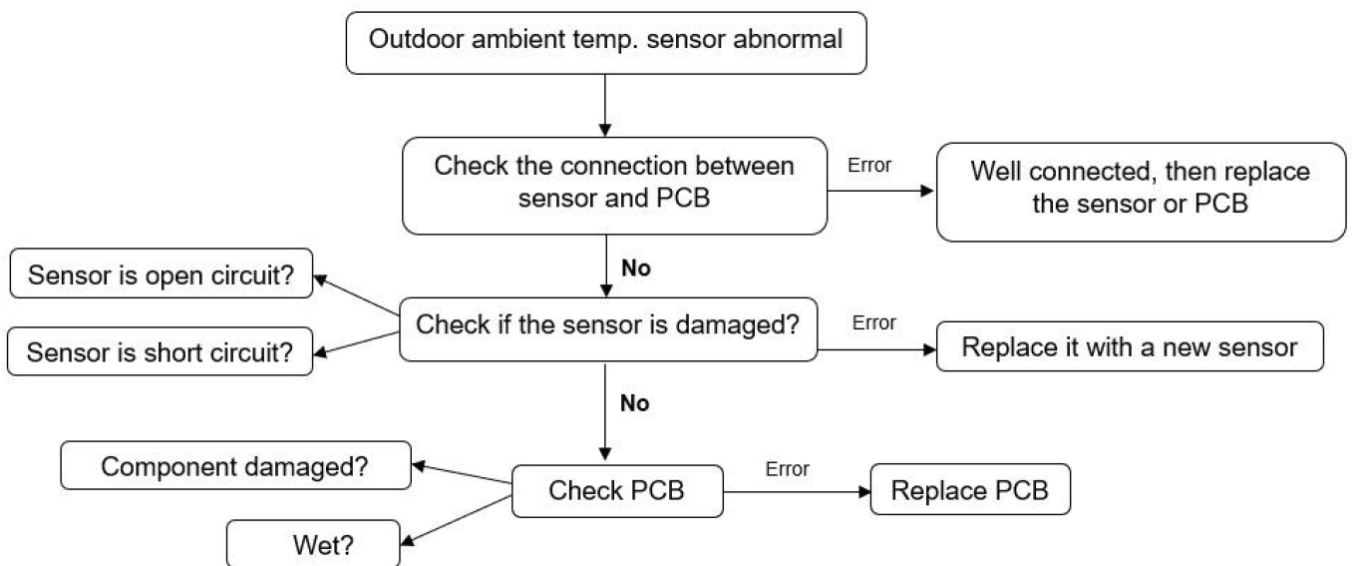 Outdoor ambient temp. sensor abnormal
Check the connection between
sensor and PCB
Error
Well connected, then replace
the sensor or PCB
No
Sensor is open circuit?
Sensor is short circuit?
Check if the sensor is damaged?
Error
Replace it with a new sensor
No
Component damaged?
Wet?
Check PCB
Error
Replace PCB